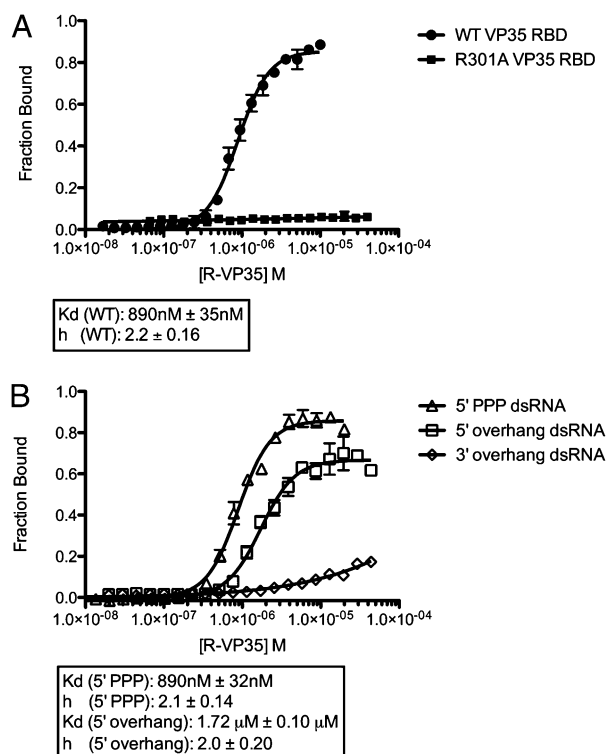 A
WT VP35 RBD
R301A VP35 RBD
Fraction Bound
1.0
0.8
0.6
0.4
0.2
0.0
1.0×10⁻⁰⁸ 1.0×10⁻⁰⁷ 1.0×10⁻⁰⁶ 1.0×10⁻⁰⁵ 1.0×10⁻⁰⁴
[R-VP35] M
Kd (WT): 890nM ± 35nM
h (WT): 2.2 ± 0.16
B
5' PPP dsRNA
5' overhang dsRNA
3' overhang dsRNA
Fraction Bound
1.0
0.8
0.6
0.4
0.2
0.0
1.0×10⁻⁰⁸ 1.0×10⁻⁰⁷ 1.0×10⁻⁰⁶ 1.0×10⁻⁰⁵ 1.0×10⁻⁰⁴
[R-VP35] M
Kd (5' PPP): 890nM ± 32nM
h (5' PPP): 2.1 ± 0.14
Kd (5' overhang): 1.72 µM ± 0.10 µM
h (5' overhang): 2.0 ± 0.20